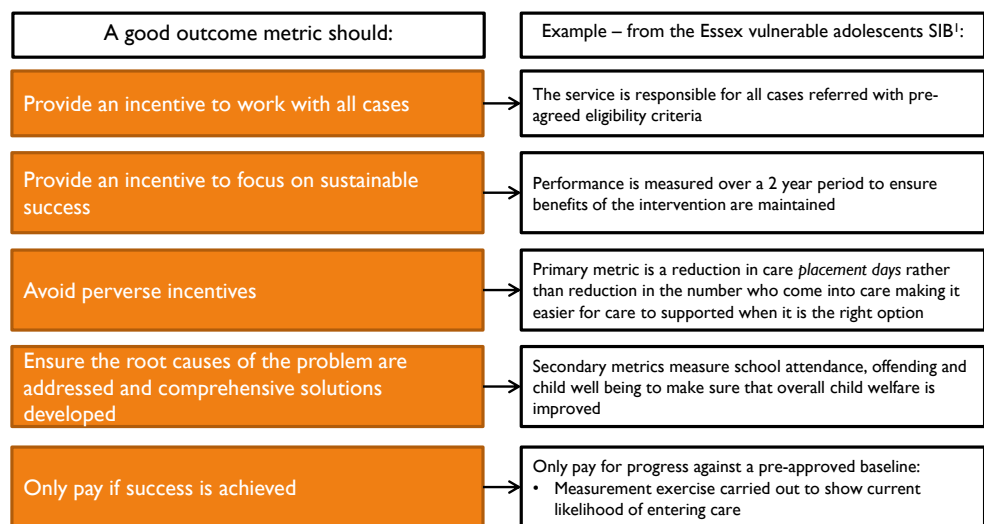 A good outcome metric should:
Example – from the Essex vulnerable adolescents SIB¹:
Provide an incentive to work with all cases
The service is responsible for all cases referred with pre-
agreed eligibility criteria
Provide an incentive to focus on sustainable
success
Performance is measured over a 2 year period to ensure
benefits of the intervention are maintained
Avoid perverse incentives
Primary metric is a reduction in care placement days rather
than reduction in the number who come into care making it
easier for care to supported when it is the right option
Ensure the root causes of the problem are
addressed and comprehensive solutions
developed
Secondary metrics measure school attendance, offending and
child well being to make sure that overall child welfare is
improved
Only pay if success is achieved
Only pay for progress against a pre-approved baseline:
• Measurement exercise carried out to show current
likelihood of entering care